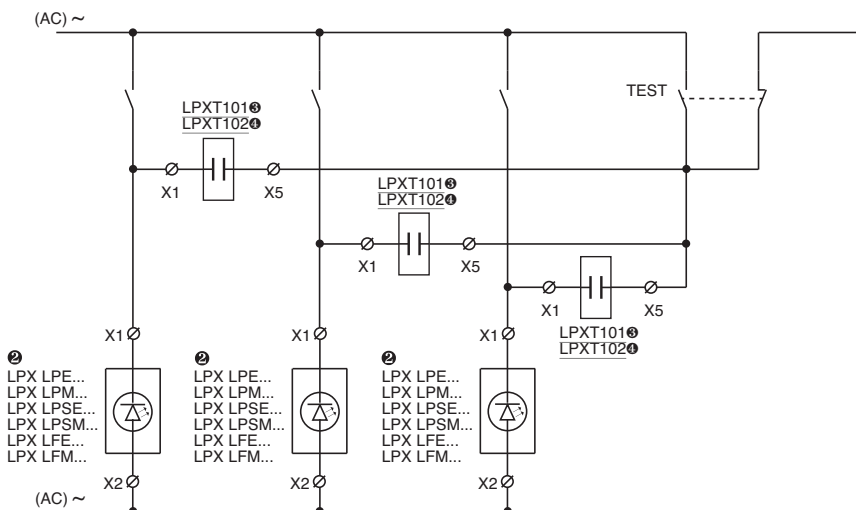 (AC) ~
TEST
LPXT101❸
LPXT102❹
X1
X5
LPXT101❸
LPXT102❹
X1
X5
X1
X5
LPXT101❸
LPXT102❹
X1
X1
X1
❷
LPX LPE...
LPX LPM...
LPX LPSE...
LPX LPSM...
LPX LFE...
LPX LFM...
❷
LPX LPE...
LPX LPM...
LPX LPSE...
LPX LPSM...
LPX LFE...
LPX LFM...
❷
LPX LPE...
LPX LPM...
LPX LPSE...
LPX LPSM...
LPX LFE...
LPX LFM...
X2
X2
X2
(AC) ~